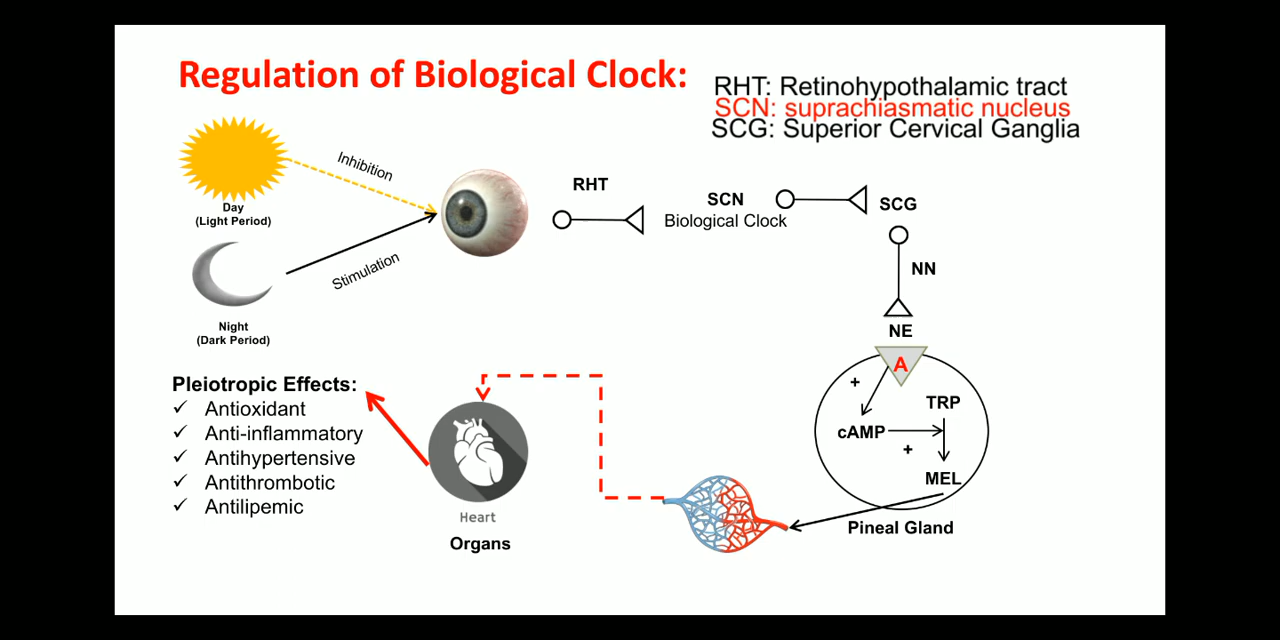 Regulation of Biological Clock:
RHT: Retinohypothalamic tract
SCN: suprachiasmatic nucleus
SCG: Superior Cervical Ganglia
Inhibition
Day
(Light Period)
Stimulation
Night
(Dark Period)
RHT
SCN
Biological Clock
SCG
NN
NE
A
+
TRP
cAMP
+
MEL
Pineal Gland
Pleiotropic Effects:
✓ Antioxidant
✓ Anti-inflammatory
✓ Antihypertensive
✓ Antithrombotic
✓ Antilipemic
Heart
Organs